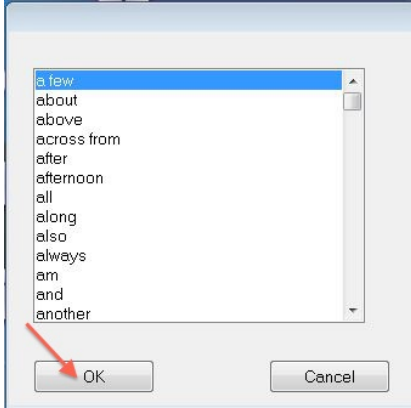 a few
about
above
across from
after
afternoon
all
along
also
always
am
and
another
OK
Cancel